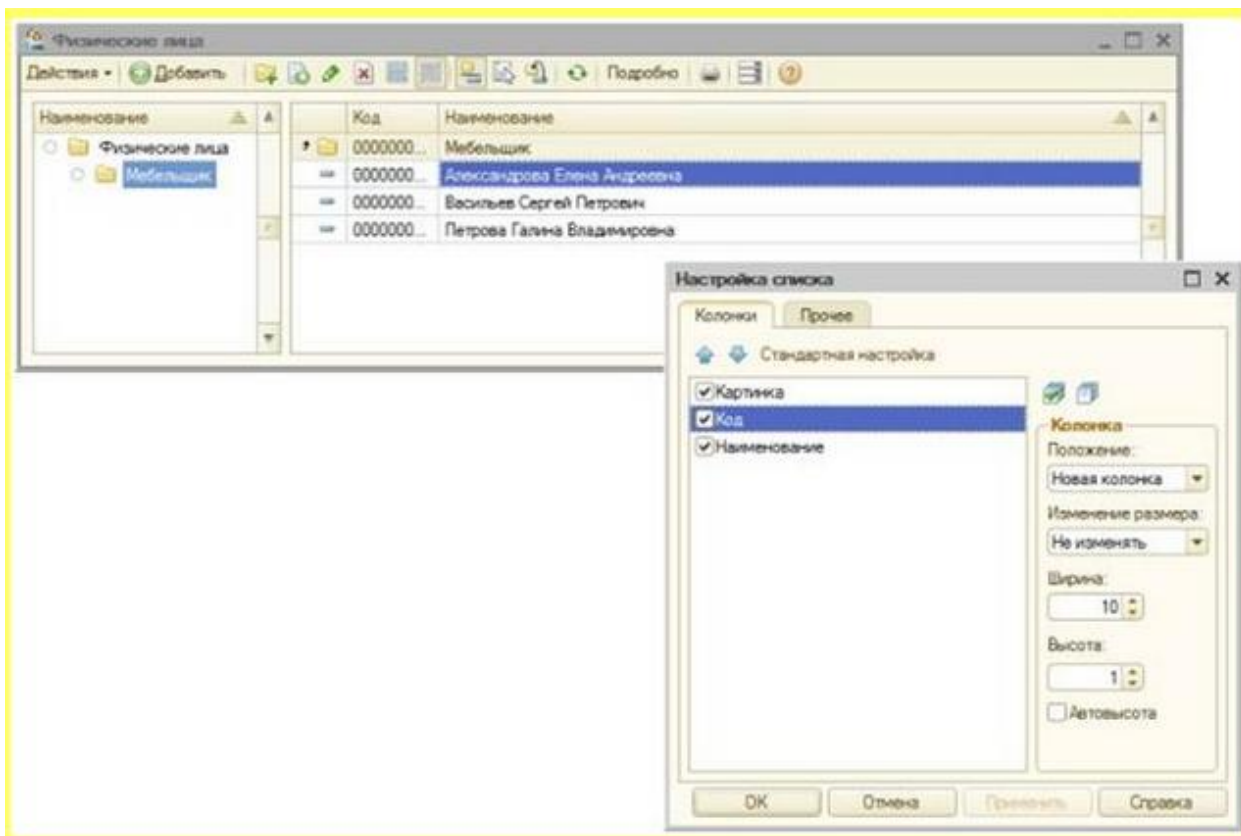 Физические лица
Действия Добавить Подробно
Наименование Код Наименование
Физические лица 0000000... Мебельщик
Мебельщик 0000000... Александрова Елена Андреевна
0000000... Васильев Сергей Петрович
0000000... Петрова Галина Владимировна
Настройка списка
Колонки Прочее
Стандартная настройка
Картинка
Код Колонка
Наименование Положение:
Новая колонка
Изменение размера:
Не изменять
Ширина:
10
Высота:
1
Автовысота
OK Отмена Применить Справка